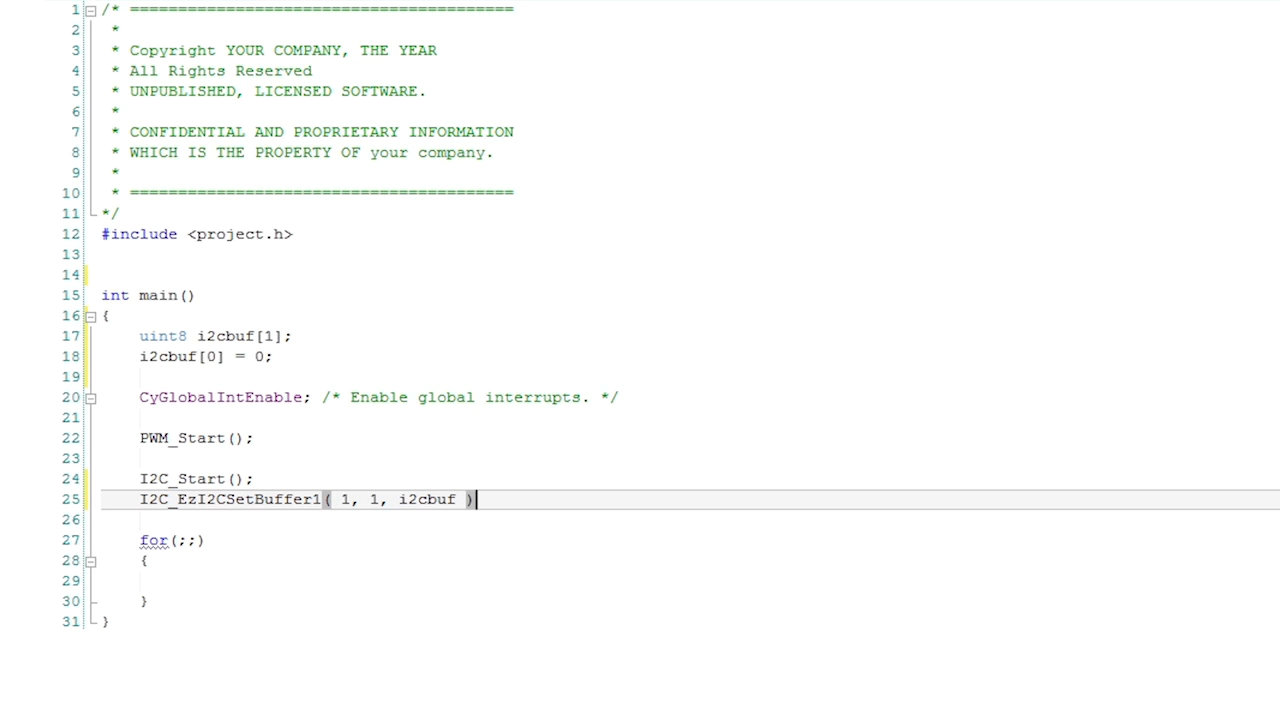 1 /* ========================================
2  *
3  * Copyright YOUR COMPANY, THE YEAR
4  * All Rights Reserved
5  * UNPUBLISHED, LICENSED SOFTWARE.
6  *
7  * CONFIDENTIAL AND PROPRIETARY INFORMATION
8  * WHICH IS THE PROPERTY OF your company.
9  *
10  * ========================================
11 */
12 #include <project.h>
13
14
15 int main()
16 {
17     uint8 i2cbuf[1];
18     i2cbuf[0] = 0;
19
20     CyGlobalIntEnable; /* Enable global interrupts. */
21
22     PWM_Start();
23
24     I2C_Start();
25     I2C_EzI2CSetBuffer1( 1, 1, i2cbuf )
26
27     for(;;)
28     {
29
30     }
31 }